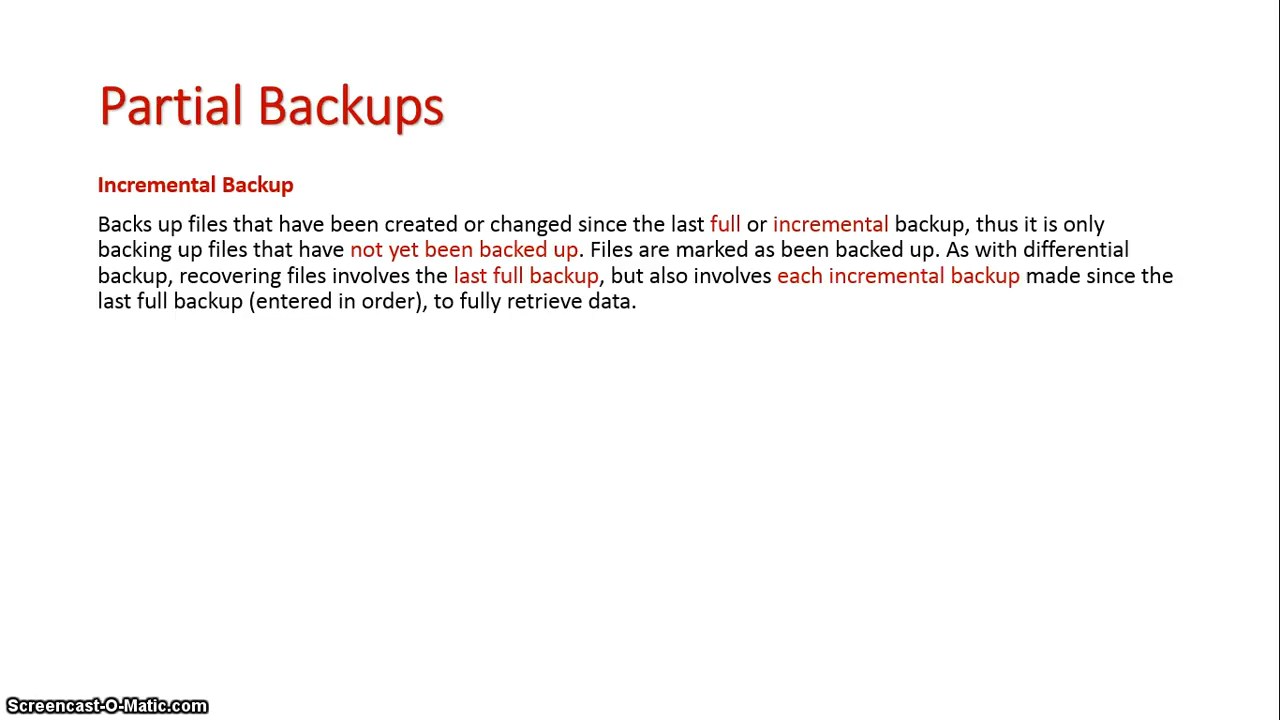 Partial Backups
Incremental Backup
Backs up files that have been created or changed since the last full or incremental backup, thus it is only
backing up files that have not yet been backed up. Files are marked as been backed up. As with differential
backup, recovering files involves the last full backup, but also involves each incremental backup made since the
last full backup (entered in order), to fully retrieve data.
Screencast-O-Matic.com